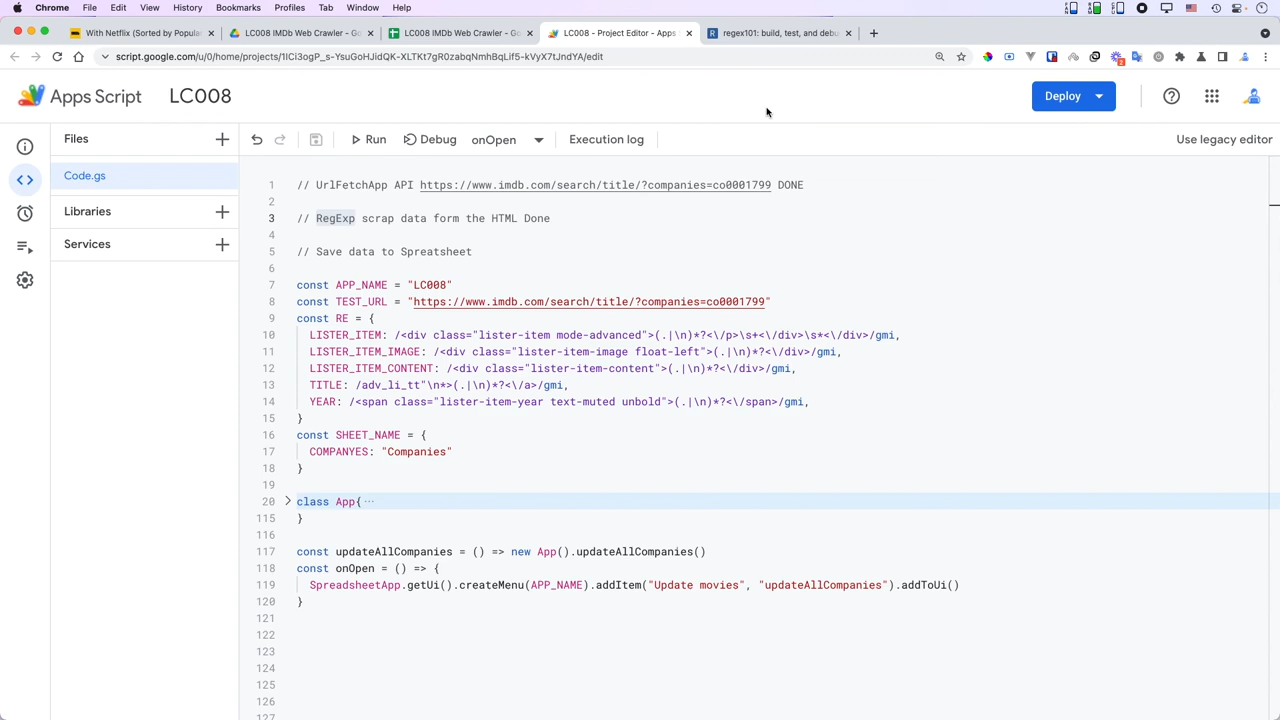 Chrome File Edit View History Bookmarks Profiles Tab Window Help
With Netflix (Sorted by Popula
LC008 IMDb Web Crawler - Go
LC008 IMDb Web Crawler - Go
LC008 - Project Editor - Apps
regex101: build, test, and debu
script.google.com/u/0/home/projects/1ICi3ogP_s-YsuGoHJidQK-XLTKt7gR0zabqNmhBqLif5-kVyX7tJndYA/edit
Apps Script LC008 Deploy
Files Run Debug onOpen Execution log Use legacy editor
Code.gs
Libraries
Services
1 // UrlFetchApp API https://www.imdb.com/search/title/?companies=co0001799 DONE
2
3 // RegExp scrap data form the HTML Done
4
5 // Save data to Spreatsheet
6
7 const APP_NAME = "LC008"
8 const TEST_URL = "https://www.imdb.com/search/title/?companies=co0001799"
9 const RE = {
10 LISTER_ITEM: /<div class="lister-item mode-advanced">(.|\n)*?<\/p>\s+<\/div>\s*<\/div>/gmi,
11 LISTER_ITEM_IMAGE: /<div class="lister-item-image float-left">(.|\n)*?<\/div>/gmi,
12 LISTER_ITEM_CONTENT: /<div class="lister-item-content">(.|\n)*?<\/div>/gmi,
13 TITLE: /adv_li_tt"\n*>(.|\n)*?<\/a>/gmi,
14 YEAR: /<span class="lister-item-year text-muted unbold">(.|\n)*?<\/span>/gmi,
15 }
16 const SHEET_NAME = {
17 COMPANYES: "Companies"
18 }
19
20 class App{ ···
115 }
116
117 const updateAllCompanies = () => new App().updateAllCompanies()
118 const onOpen = () => {
119 SpreadsheetApp.getUi().createMenu(APP_NAME).addItem("Update movies", "updateAllCompanies").addToUi()
120 }
121
122
123
124
125
126
127